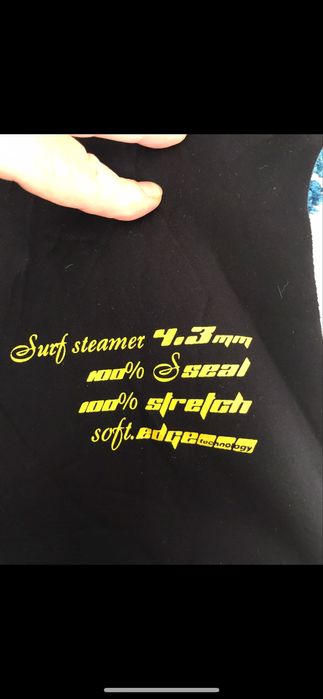 Surf steamer 4.3mm
100% Sseal
100% stretch
soft.edge technology